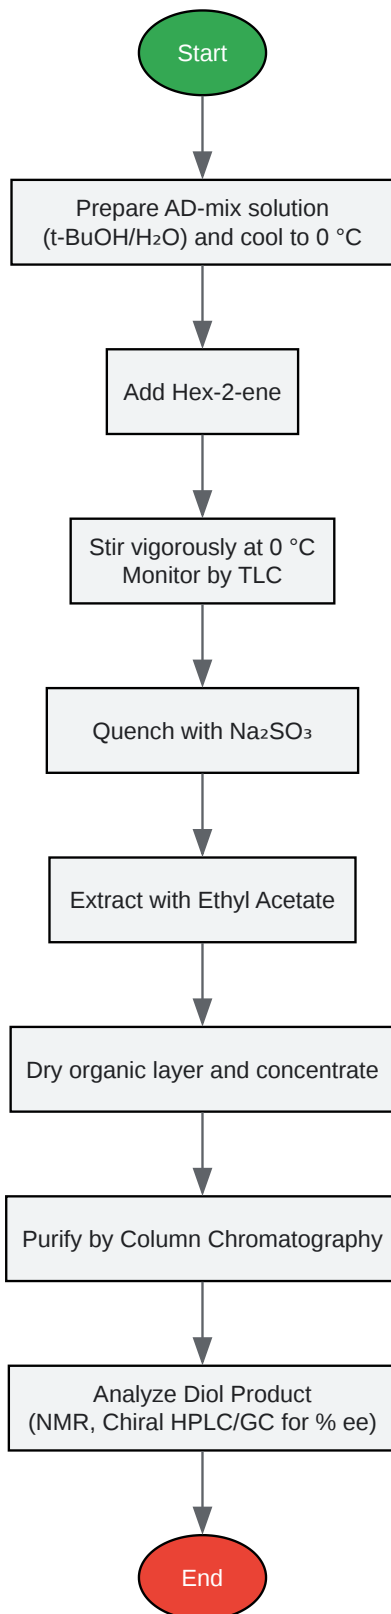 Start
Prepare AD-mix solution
(t-BuOH/H₂O) and cool to 0 °C
Add Hex-2-ene
Stir vigorously at 0 °C
Monitor by TLC
Quench with Na₂SO₃
Extract with Ethyl Acetate
Dry organic layer and concentrate
Purify by Column Chromatography
Analyze Diol Product
(NMR, Chiral HPLC/GC for % ee)
End